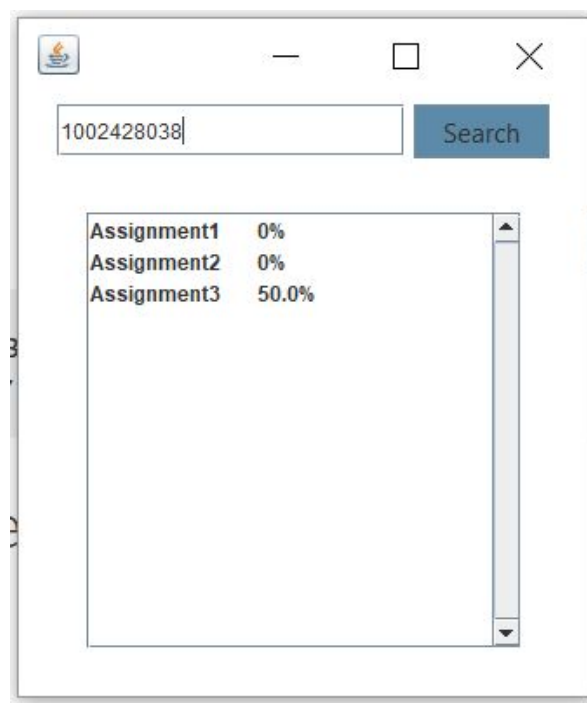 1002428038
Search
Assignment1 0%
Assignment2 0%
Assignment3 50.0%